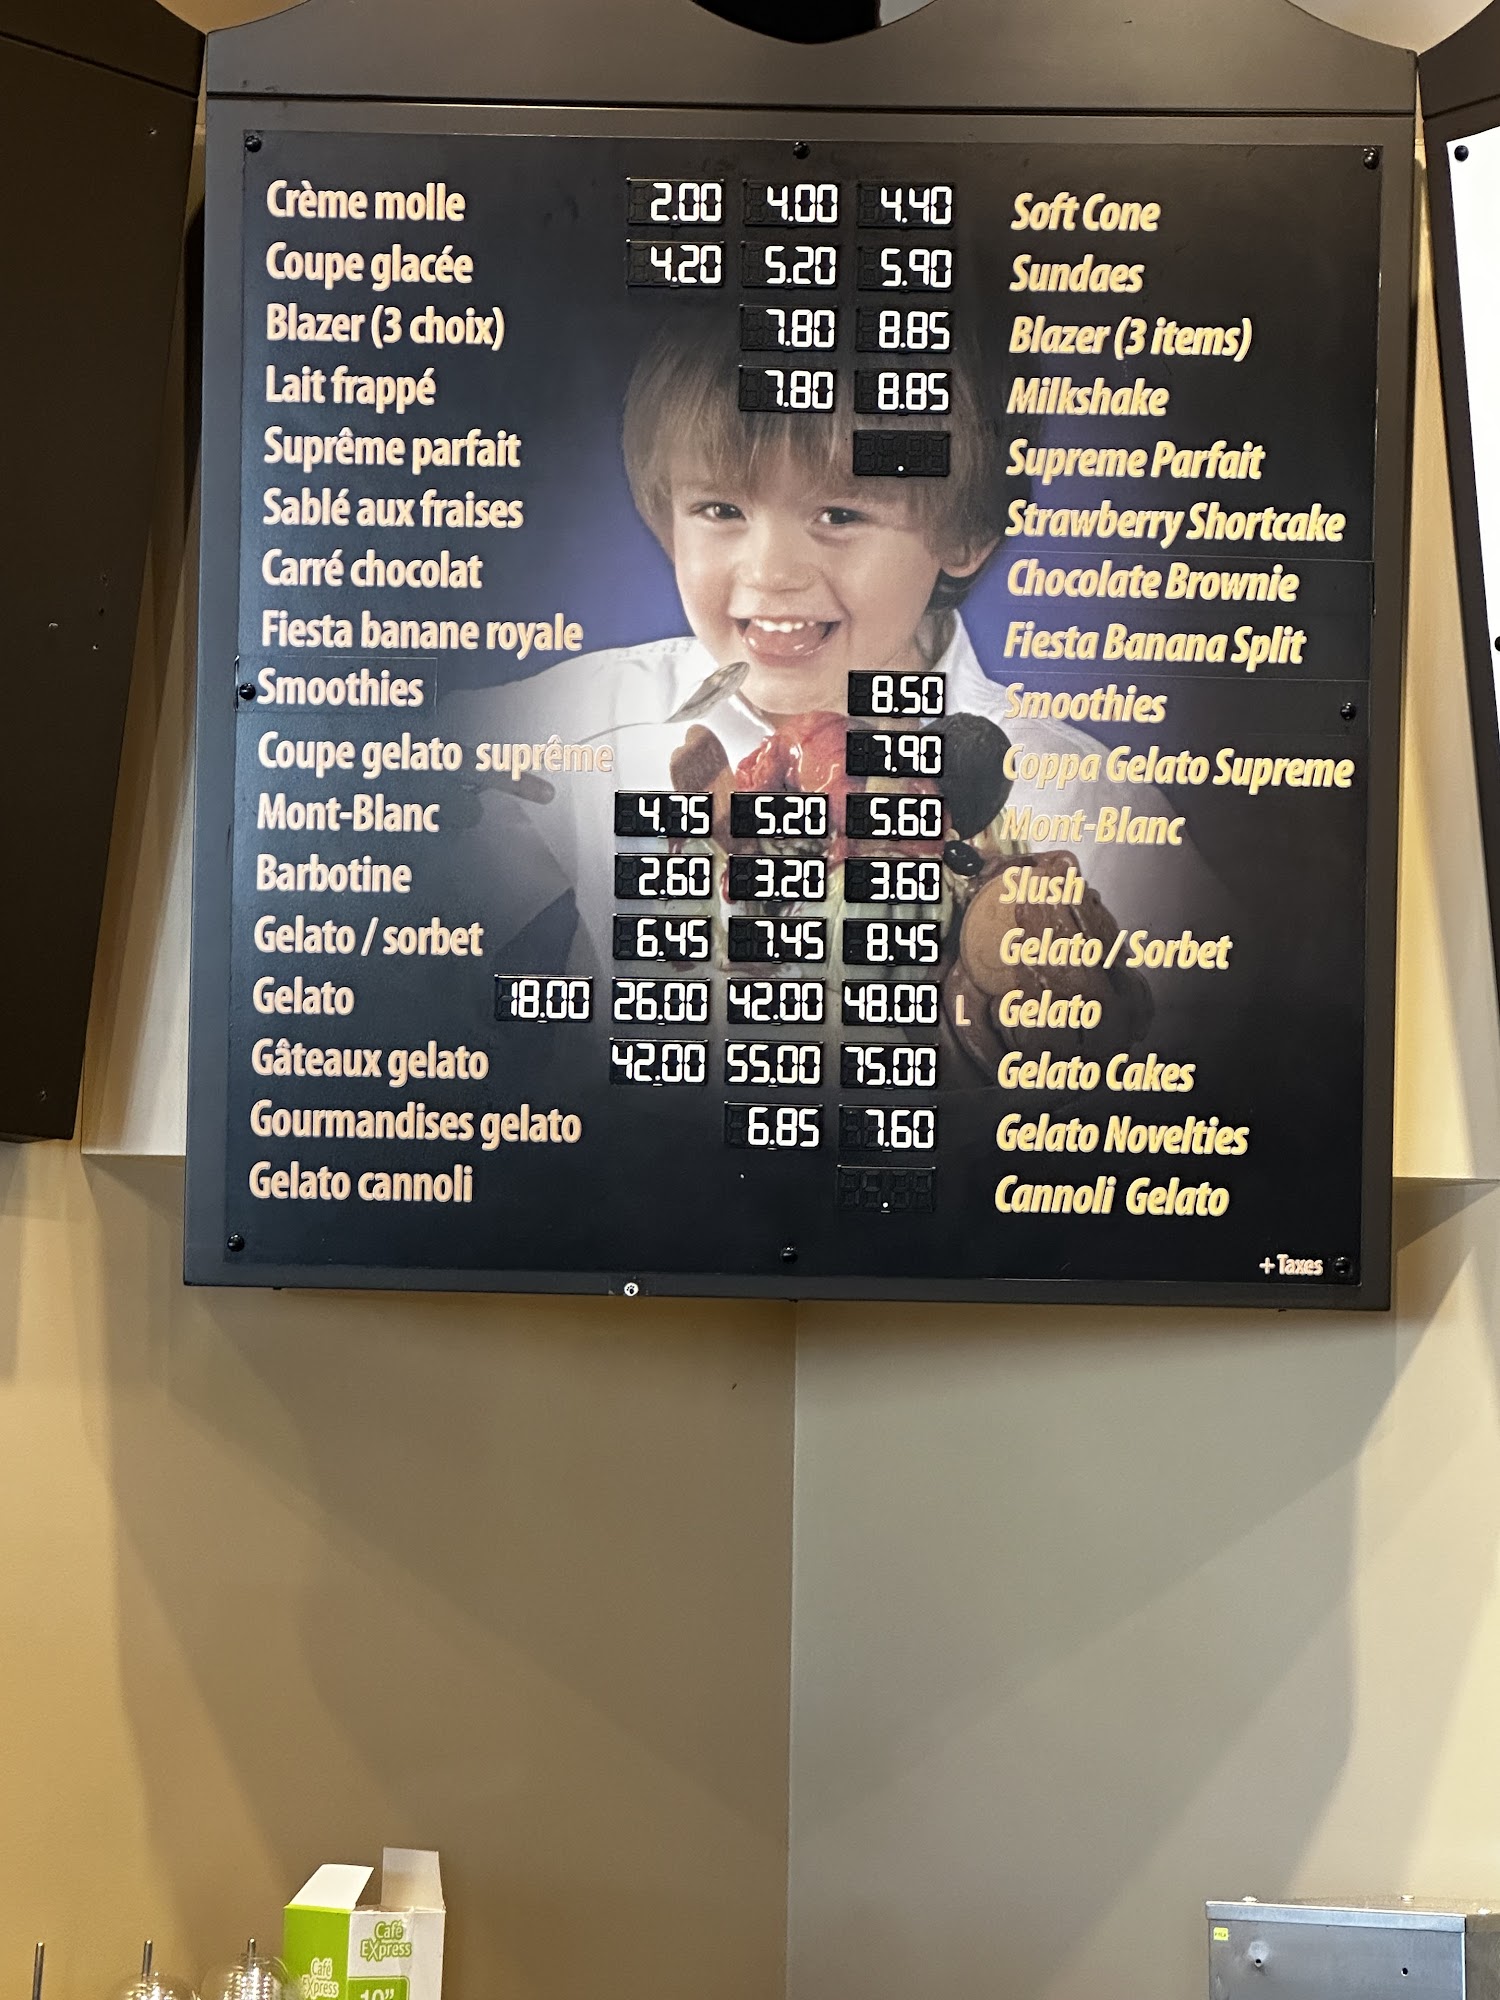 Crème molle 2.00 4.00 4.40 Soft Cone
Coupe glacée 4.20 5.20 5.90 Sundaes
Blazer (3 choix) 7.80 8.85 Blazer (3 items)
Lait frappé 7.80 8.85 Milkshake
Suprême parfait . Supreme Parfait
Sablé aux fraises Strawberry Shortcake
Carré chocolat Chocolate Brownie
Fiesta banane royale Fiesta Banana Split
Smoothies 8.50 Smoothies
Coupe gelato suprême 7.90 Coppa Gelato Supreme
Mont-Blanc 4.75 5.20 5.60 Mont-Blanc
Barbotine 2.60 3.20 3.60 Slush
Gelato / sorbet 6.45 7.45 8.45 Gelato / Sorbet
Gelato 18.00 26.00 42.00 48.00 L Gelato
Gâteaux gelato 42.00 55.00 75.00 Gelato Cakes
Gourmandises gelato 6.85 7.60 Gelato Novelties
Gelato cannoli . Cannoli Gelato
+ Taxes
Café
EXpress
Café
EXpress
10"